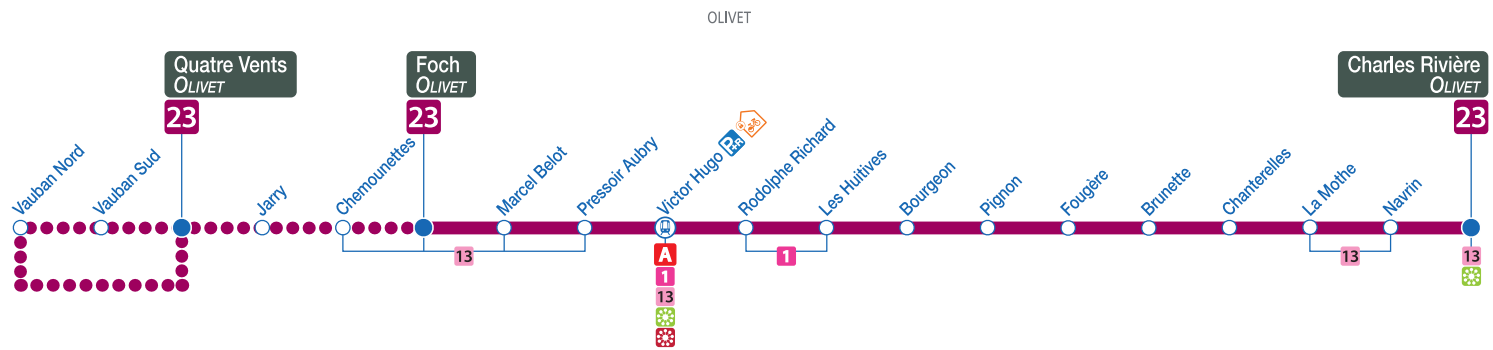 OLIVET
Quatre Vents
OLIVET
23
Foch
OLIVET
23
Charles Rivière
OLIVET
23
Vauban Nord
Vauban Sud
Jarry
Chemounettes
Marcel Belot
Pressoir Aubry
Victor Hugo P+R
Rodolphe Richard
Les Huitives
Bourgeon
Pignon
Fougère
Brunette
Chanterelles
La Mothe
Navrin
13
A
1
13
1
13
13